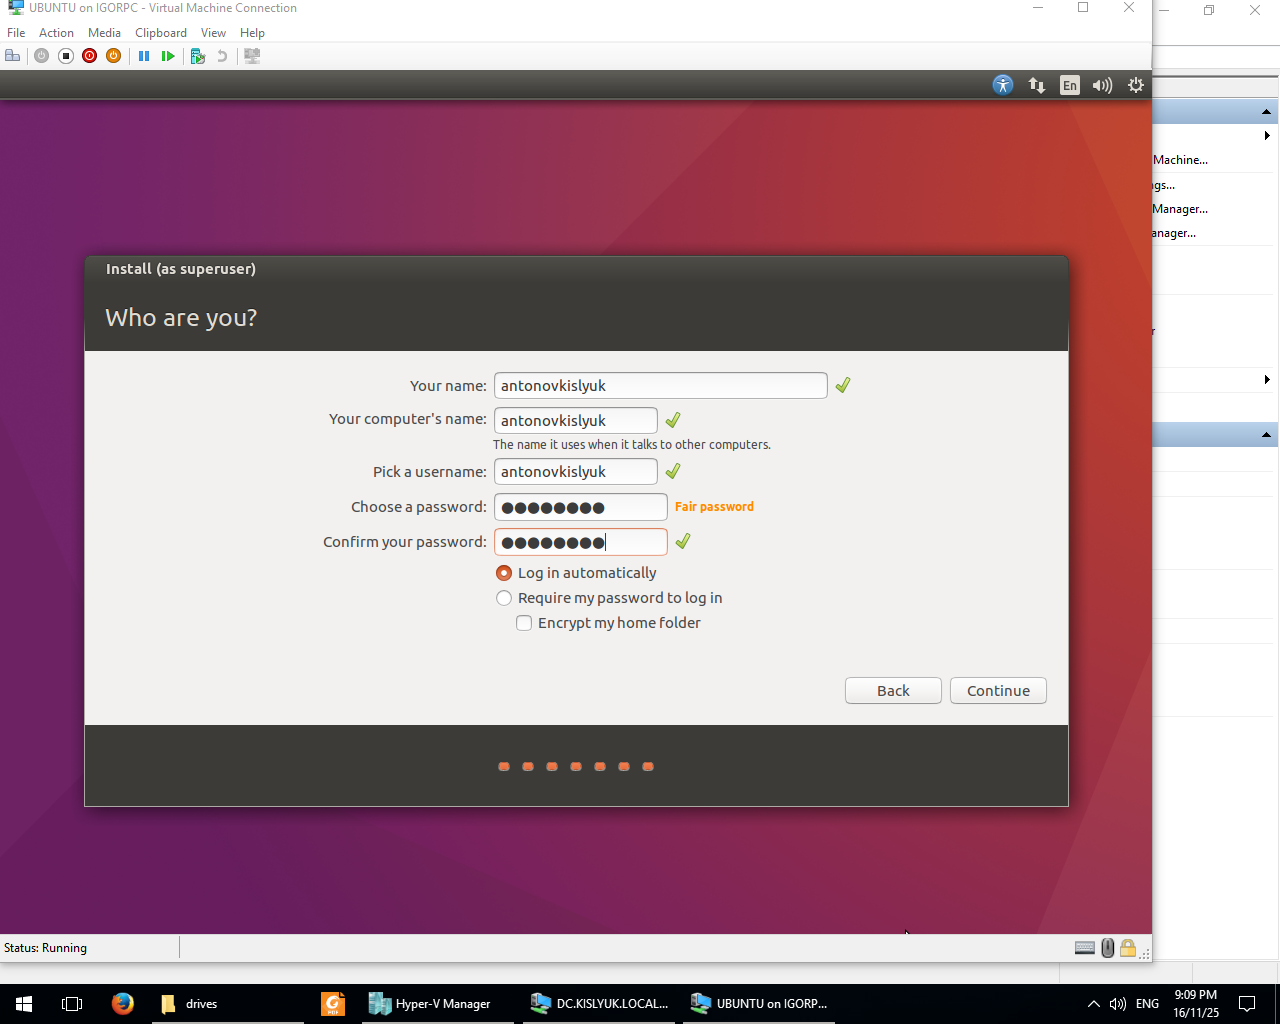 UBUNTU on IGORPC - Virtual Machine Connection
File Action Media Clipboard View Help
En
Machine...
Manager...
Install (as superuser)
Who are you?
Your name: antonovkislyuk
Your computer's name: antonovkislyuk
The name it uses when it talks to other computers.
Pick a username: antonovkislyuk
Choose a password: ●●●●●●●● Fair password
Confirm your password: ●●●●●●●●
Log in automatically
Require my password to log in
Encrypt my home folder
Back Continue
Status: Running
drives
PDF
Hyper-V Manager
DC.KISLYUK.LOCAL...
UBUNTU on IGORP...
ENG
9:09 PM
16/11/25